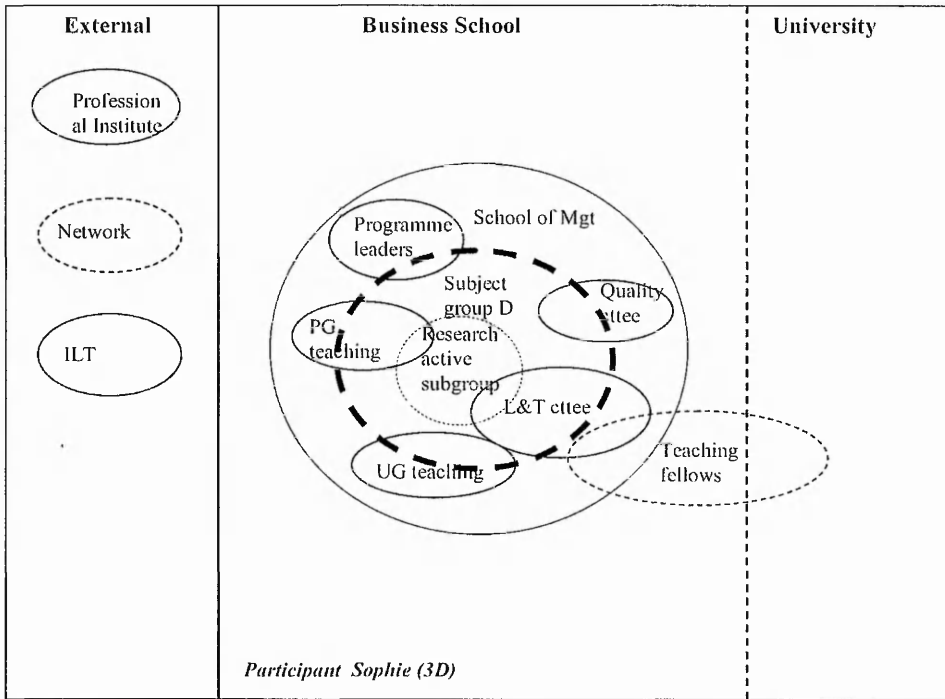 External
Business School
University
Profession
al Institute
Network
ILT
School of Mgt
Programme
leaders
Subject
group D
Quality
cttee
PG
teaching
Research
active
subgroup
L&T cttee
UG teaching
Teaching
fellows
Participant Sophie (3D)